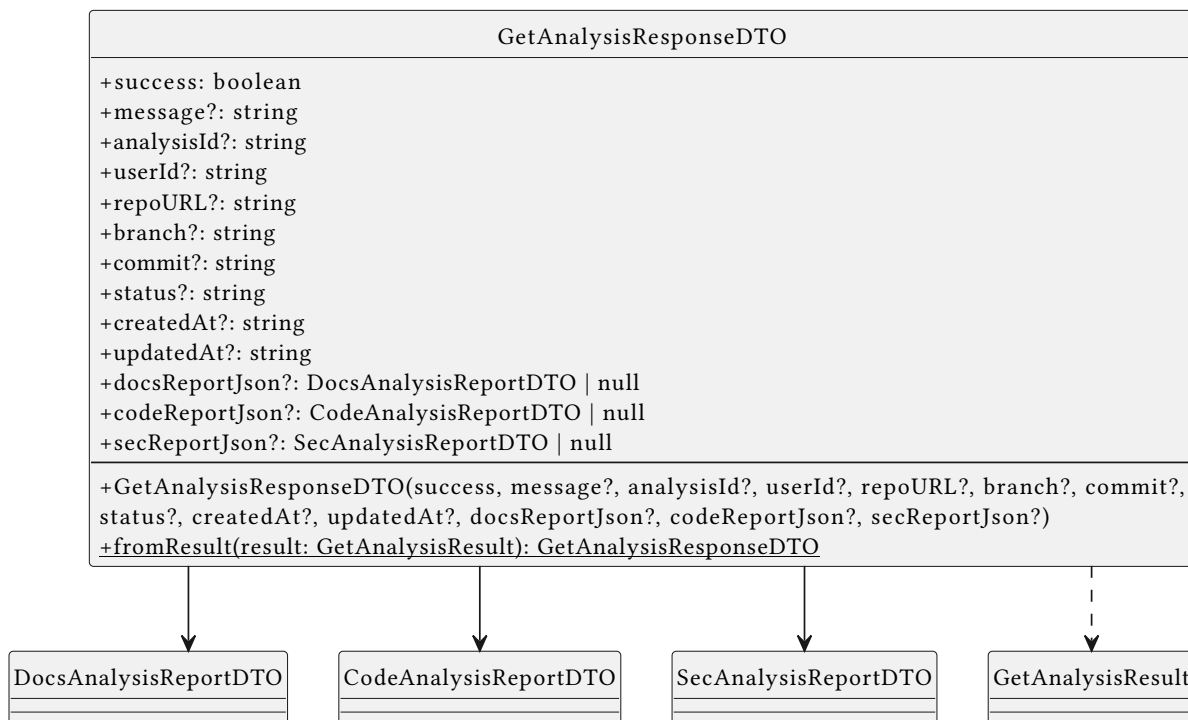 GetAnalysisResponseDTO
+success: boolean
+message?: string
+analysisId?: string
+userId?: string
+repoURL?: string
+branch?: string
+commit?: string
+status?: string
+createdAt?: string
+updatedAt?: string
+docsReportJson?: DocsAnalysisReportDTO | null
+codeReportJson?: CodeAnalysisReportDTO | null
+secReportJson?: SecAnalysisReportDTO | null
+GetAnalysisResponseDTO(success, message?, analysisId?, userId?, repoURL?, branch?, commit?,
status?, createdAt?, updatedAt?, docsReportJson?, codeReportJson?, secReportJson?)
+fromResult(result: GetAnalysisResult): GetAnalysisResponseDTO
DocsAnalysisReportDTO
CodeAnalysisReportDTO
SecAnalysisReportDTO
GetAnalysisResult